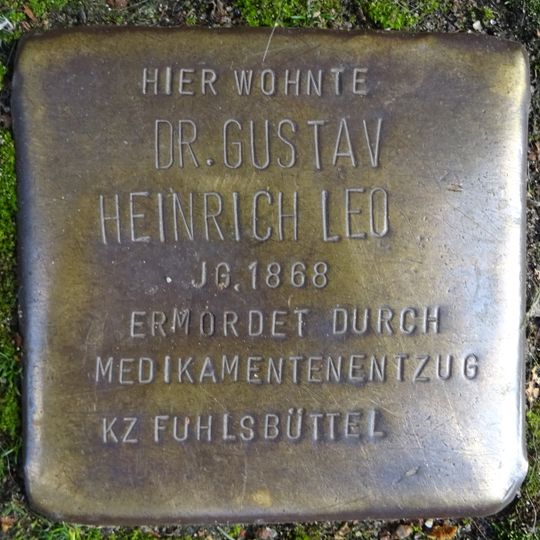 HIER WOHNTE
DR. GUSTAV
HEINRICH LEO
JG. 1868
ERMORDET DURCH
MEDIKAMENTENENTZUG
KZ FUHLSBÜTTEL